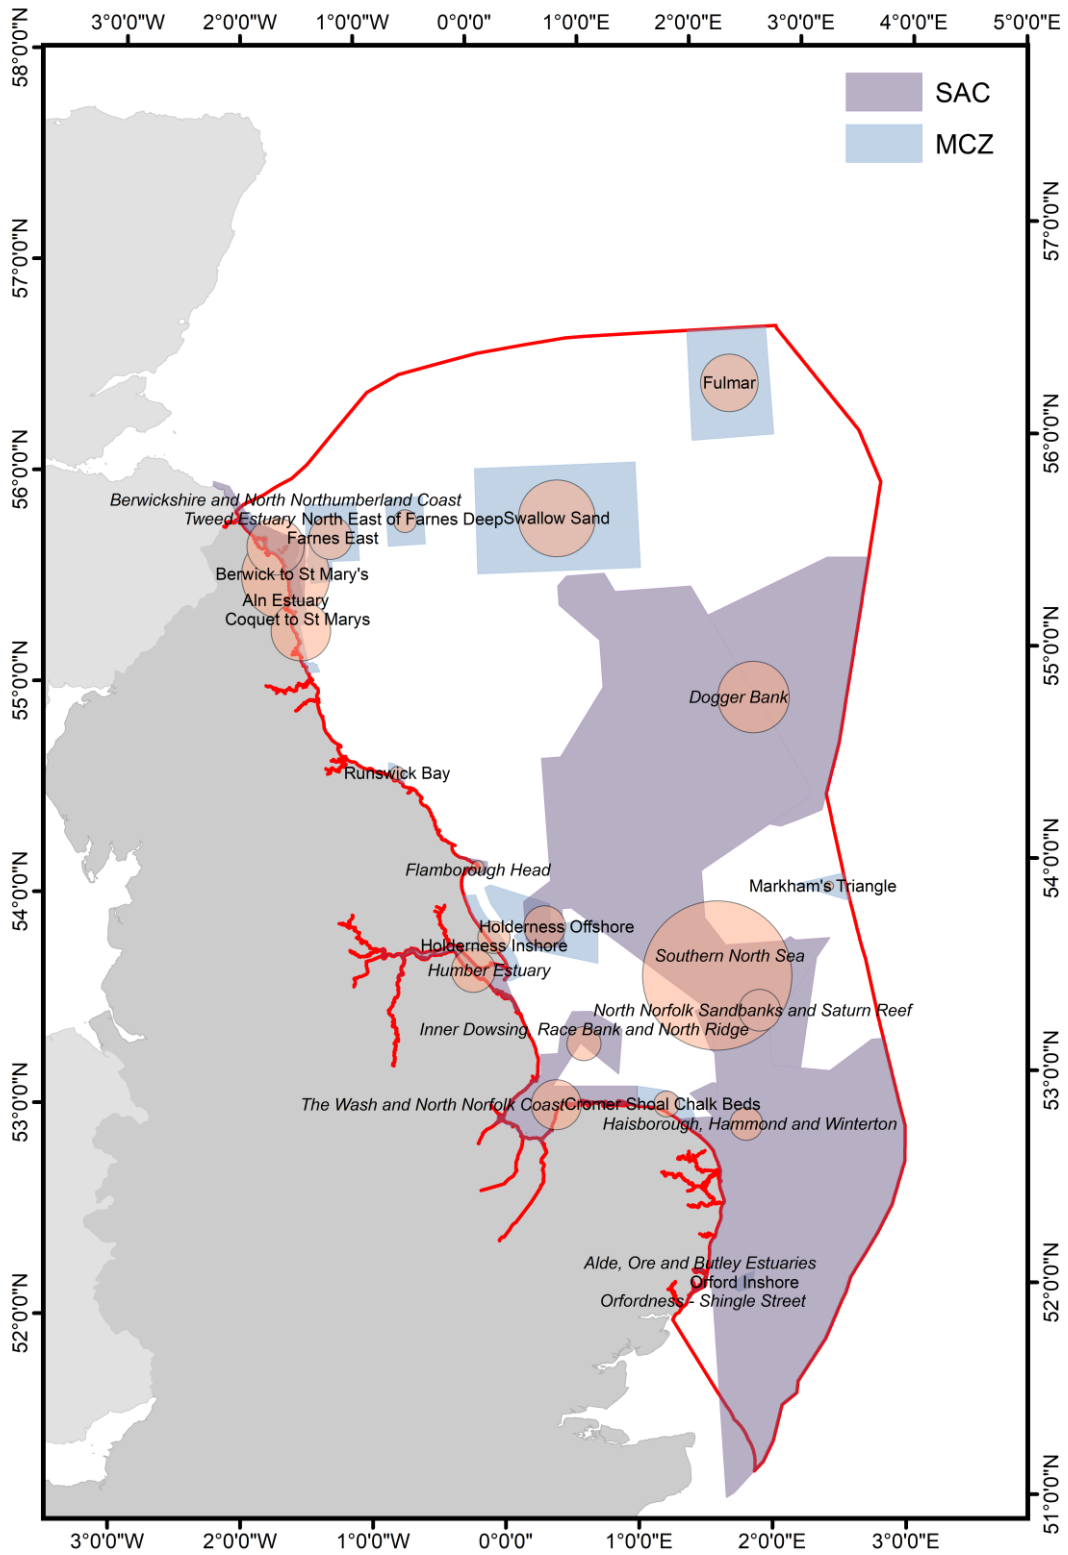 3°0'0"W 2°0'0"W 1°0'0"W 0°0'0"E 1°0'0"E 2°0'0"E 3°0'0"E 4°0'0"E 5°0'0"E
58°0'0"N
SAC
MCZ
57°0'0"N
57°0'0"N
Fulmar
56°0'0"N
56°0'0"N
Berwickshire and North Northumberland Coast
Tweed Estuary North East of Farnes Deep Swallow Sand
Farnes East
Berwick to St Mary's
Aln Estuary
Coquet to St Marys
55°0'0"N
55°0'0"N
Dogger Bank
Runswick Bay
54°0'0"N
Flamborough Head
Markham's Triangle
54°0'0"N
Holderness Offshore
Holderness Inshore
Southern North Sea
Humber Estuary
North Norfolk Sandbanks and Saturn Reef
Inner Dowsing, Race Bank and North Ridge
53°0'0"N
53°0'0"N
The Wash and North Norfolk Coast Cromer Shoal Chalk Beds
Haisborough, Hammond and Winterton
Alde, Ore and Butley Estuaries
Orford Inshore
52°0'0"N
Orfordness - Shingle Street
52°0'0"N
51°0'0"N
51°0'0"N
3°0'0"W 2°0'0"W 1°0'0"W 0°0'0"E 1°0'0"E 2°0'0"E 3°0'0"E